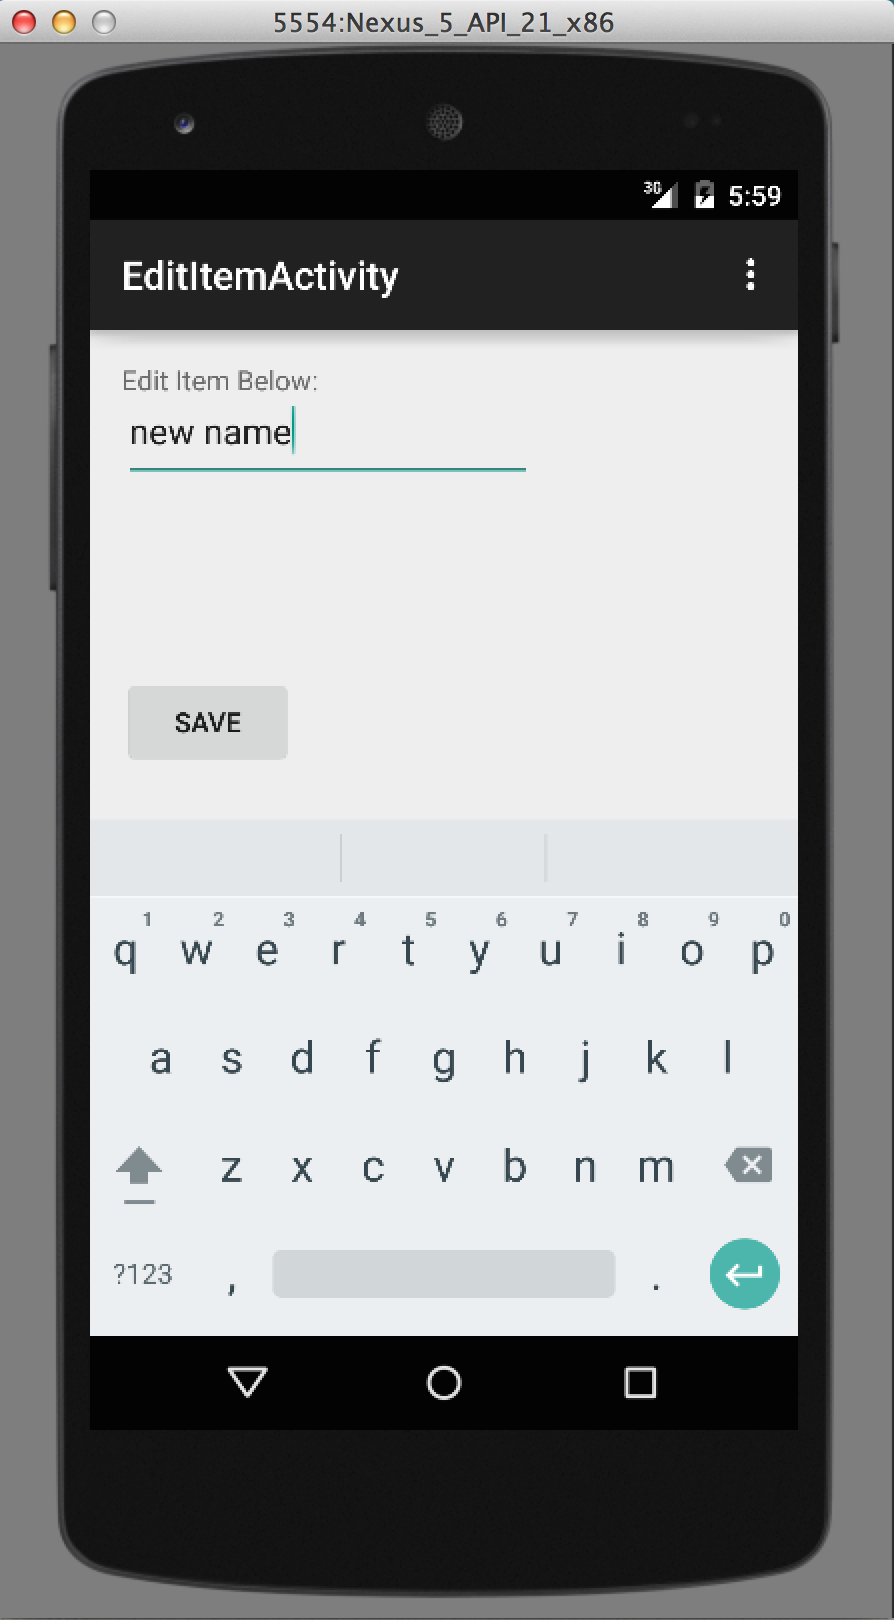 5554:Nexus_5_API_21_x86
3G 5:59
EditItemActivity
Edit Item Below:
new name
SAVE
1 2 3 4 5 6 7 8 9 0
q w e r t y u i o p
a s d f g h j k l
z x c v b n m
?123 , .